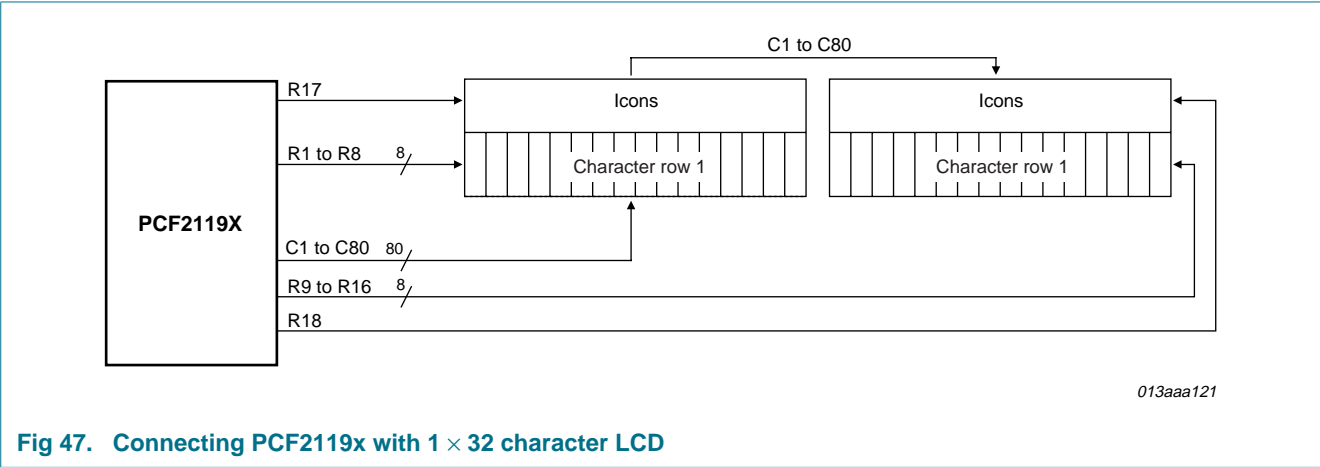 C1 to C80
R17
Icons
Icons
R1 to R8 8
Character row 1
Character row 1
PCF2119X
C1 to C80 80
R9 to R16 8
R18
013aaa121
Fig 47. Connecting PCF2119x with 1 × 32 character LCD